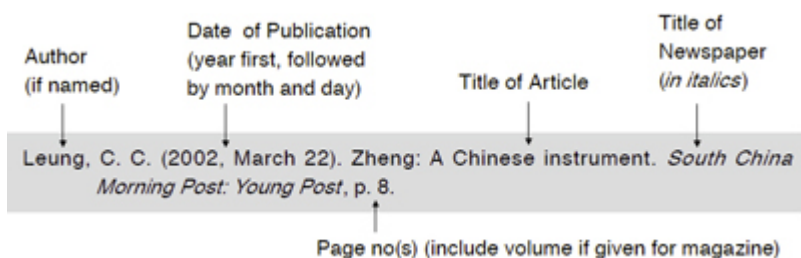 Author
(if named)
Date of Publication
(year first, followed
by month and day)
Title of Article
Title of
Newspaper
(in italics)
Leung, C. C. (2002, March 22). Zheng: A Chinese instrument. South China
Morning Post: Young Post, p. 8.
Page no(s) (include volume if given for magazine)